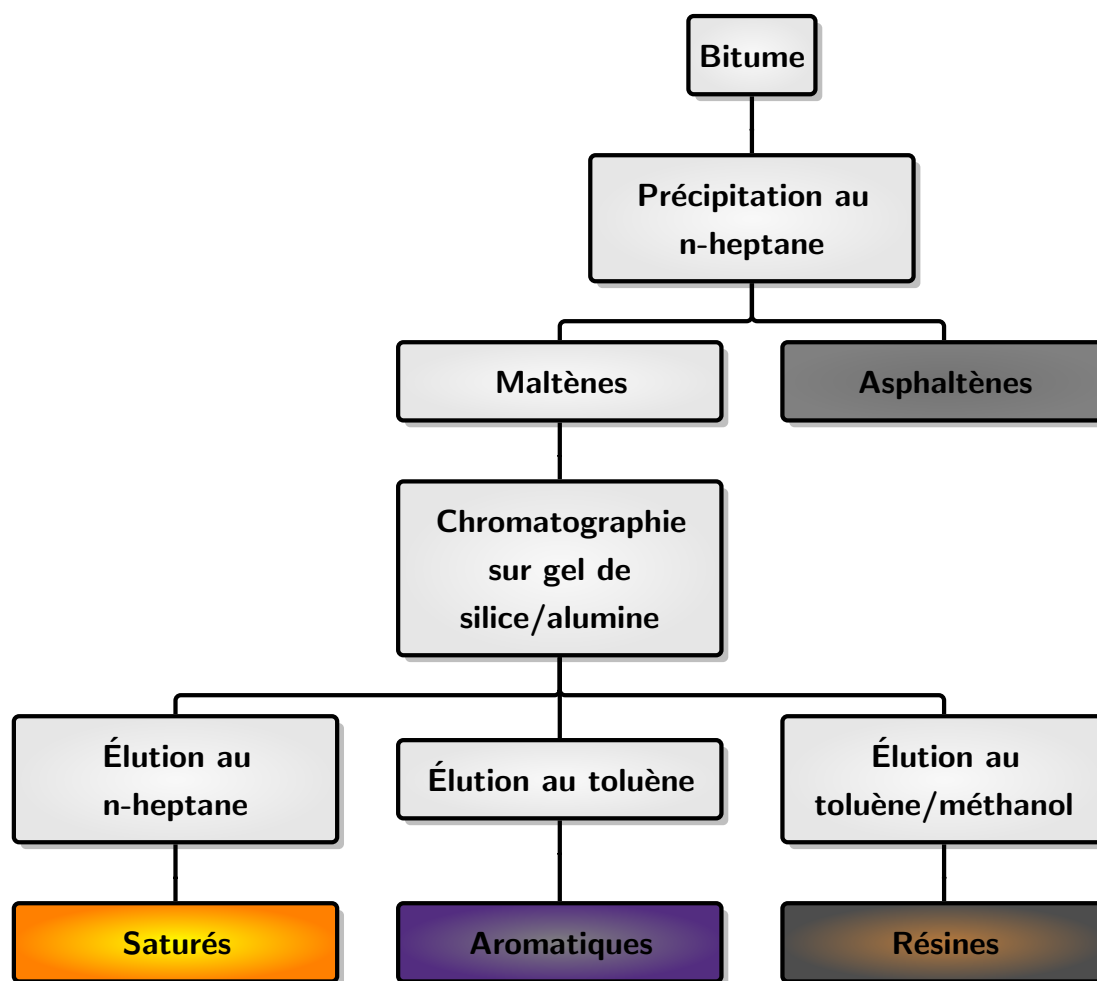 Bitume
Précipitation au
n-heptane
Maltènes
Asphaltènes
Chromatographie
sur gel de
silice/alumine
Élution au
n-heptane
Élution au toluène
Élution au
toluène/méthanol
Saturés
Aromatiques
Résines